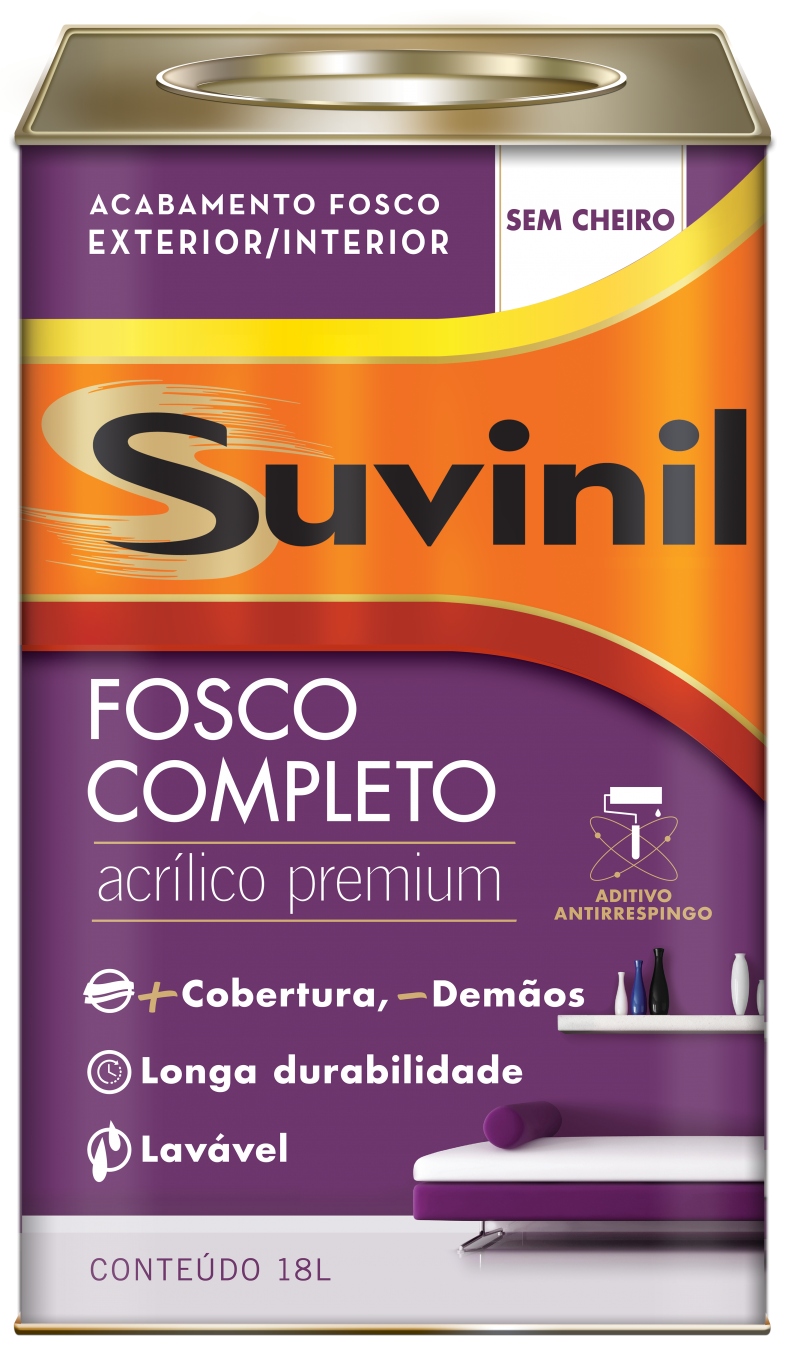 ACABAMENTO FOSCO
EXTERIOR/INTERIOR
SEM CHEIRO
Suvinil
FOSCO
COMPLETO
acrílico premium
ADITIVO
ANTIRRESPINGO
+Cobertura, –Demãos
Longa durabilidade
Lavável
CONTEÚDO 18L